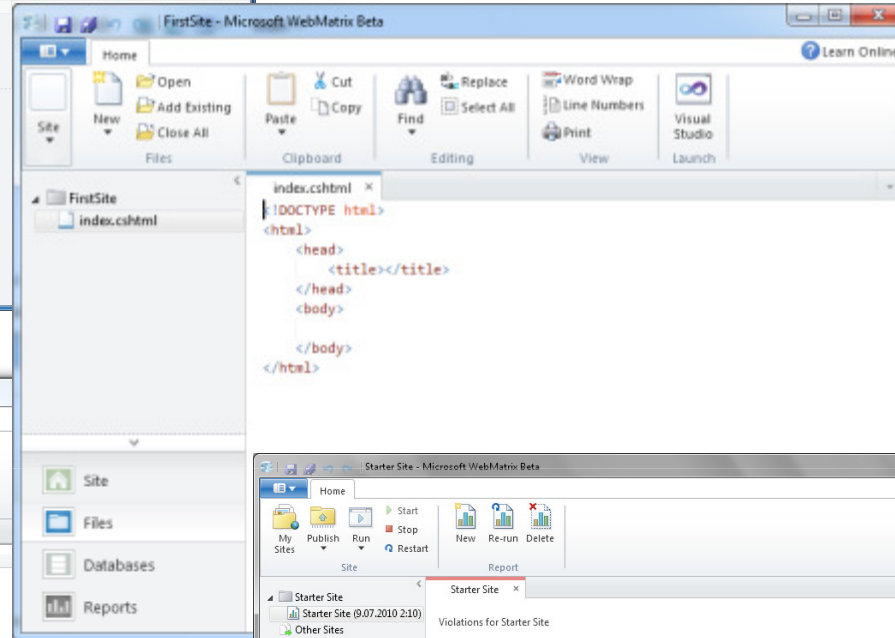 FirstSite - Microsoft WebMatrix Beta
Home
Learn Online
Site
New
Open
Add Existing
Close All
Files
Paste
Cut
Copy
Clipboard
Find
Replace
Select All
Editing
Word Wrap
Line Numbers
Print
View
Visual
Studio
Launch
FirstSite
index.cshtml
index.cshtml ×
<!DOCTYPE html>
<html>
<head>
<title></title>
</head>
<body>
</body>
</html>
Site
Files
Databases
Reports
Starter Site - Microsoft WebMatrix Beta
Home
My
Sites
Publish
Run
Start
Stop
Restart
Site
New
Re-run
Delete
Report
Starter Site
Starter Site (9.07.2010 2:10)
Other Sites
Starter Site ×
Violations for Starter Site